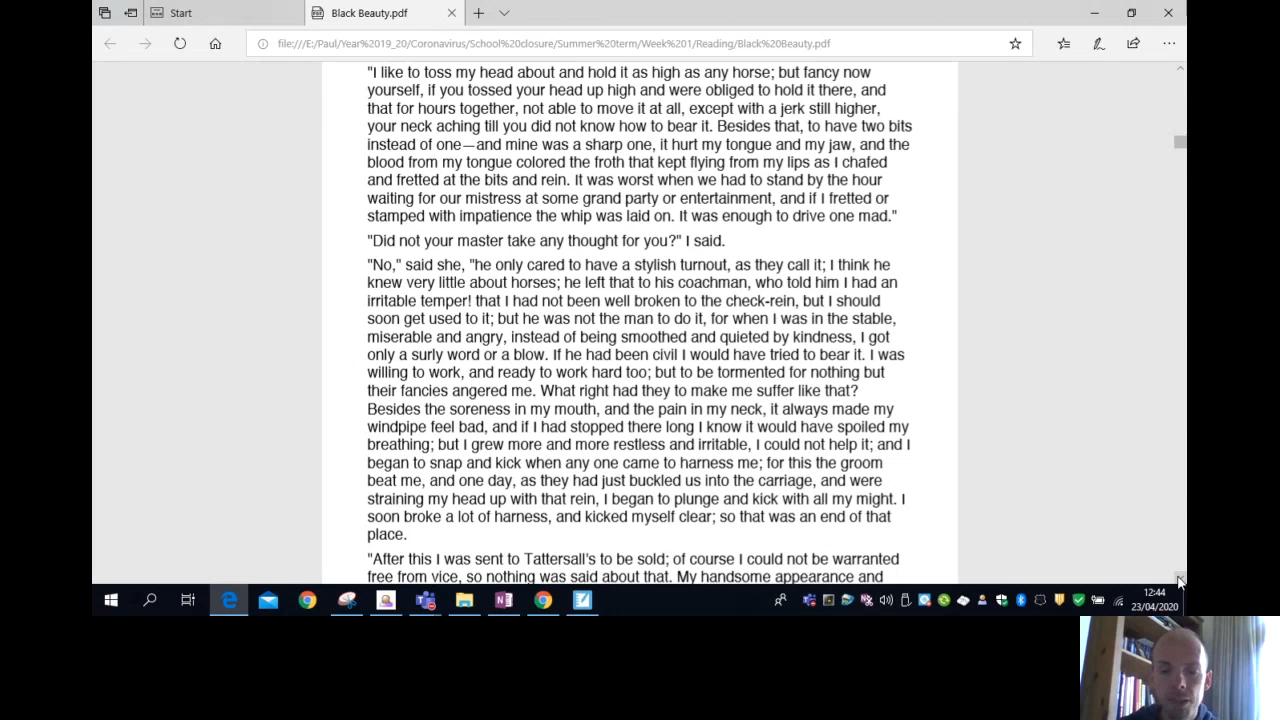 Start
Black Beauty.pdf
file:///E:/Paul/Year%2019_20/Coronavirus/School%20closure/Summer%20term/Week%201/Reading/Black%20Beauty.pdf
"I like to toss my head about and hold it as high as any horse; but fancy now
yourself, if you tossed your head up high and were obliged to hold it there, and
that for hours together, not able to move it at all, except with a jerk still higher,
your neck aching till you did not know how to bear it. Besides that, to have two bits
instead of one—and mine was a sharp one, it hurt my tongue and my jaw, and the
blood from my tongue colored the froth that kept flying from my lips as I chafed
and fretted at the bits and rein. It was worst when we had to stand by the hour
waiting for our mistress at some grand party or entertainment, and if I fretted or
stamped with impatience the whip was laid on. It was enough to drive one mad."
"Did not your master take any thought for you?" I said.
"No," said she, "he only cared to have a stylish turnout, as they call it; I think he
knew very little about horses; he left that to his coachman, who told him I had an
irritable temper! that I had not been well broken to the check-rein, but I should
soon get used to it; but he was not the man to do it, for when I was in the stable,
miserable and angry, instead of being smoothed and quieted by kindness, I got
only a surly word or a blow. If he had been civil I would have tried to bear it. I was
willing to work, and ready to work hard too; but to be tormented for nothing but
their fancies angered me. What right had they to make me suffer like that?
Besides the soreness in my mouth, and the pain in my neck, it always made my
windpipe feel bad, and if I had stopped there long I know it would have spoiled my
breathing; but I grew more and more restless and irritable, I could not help it; and I
began to snap and kick when any one came to harness me; for this the groom
beat me, and one day, as they had just buckled us into the carriage, and were
straining my head up with that rein, I began to plunge and kick with all my might. I
soon broke a lot of harness, and kicked myself clear; so that was an end of that
place.
"After this I was sent to Tattersall's to be sold; of course I could not be warranted
free from vice, so nothing was said about that. My handsome appearance and
12:44
23/04/2020